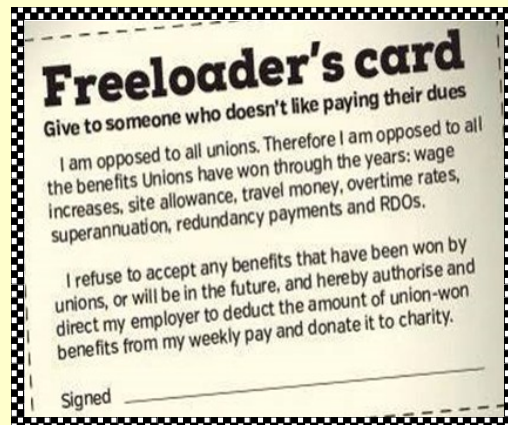 Freeloader's card
Give to someone who doesn't like paying their dues
I am opposed to all unions. Therefore I am opposed to all
the benefits Unions have won through the years: wage
increases, site allowance, travel money, overtime rates,
superannuation, redundancy payments and RDOs.
I refuse to accept any benefits that have been won by
unions, or will be in the future, and hereby authorise and
direct my employer to deduct the amount of union-won
benefits from my weekly pay and donate it to charity.
Signed